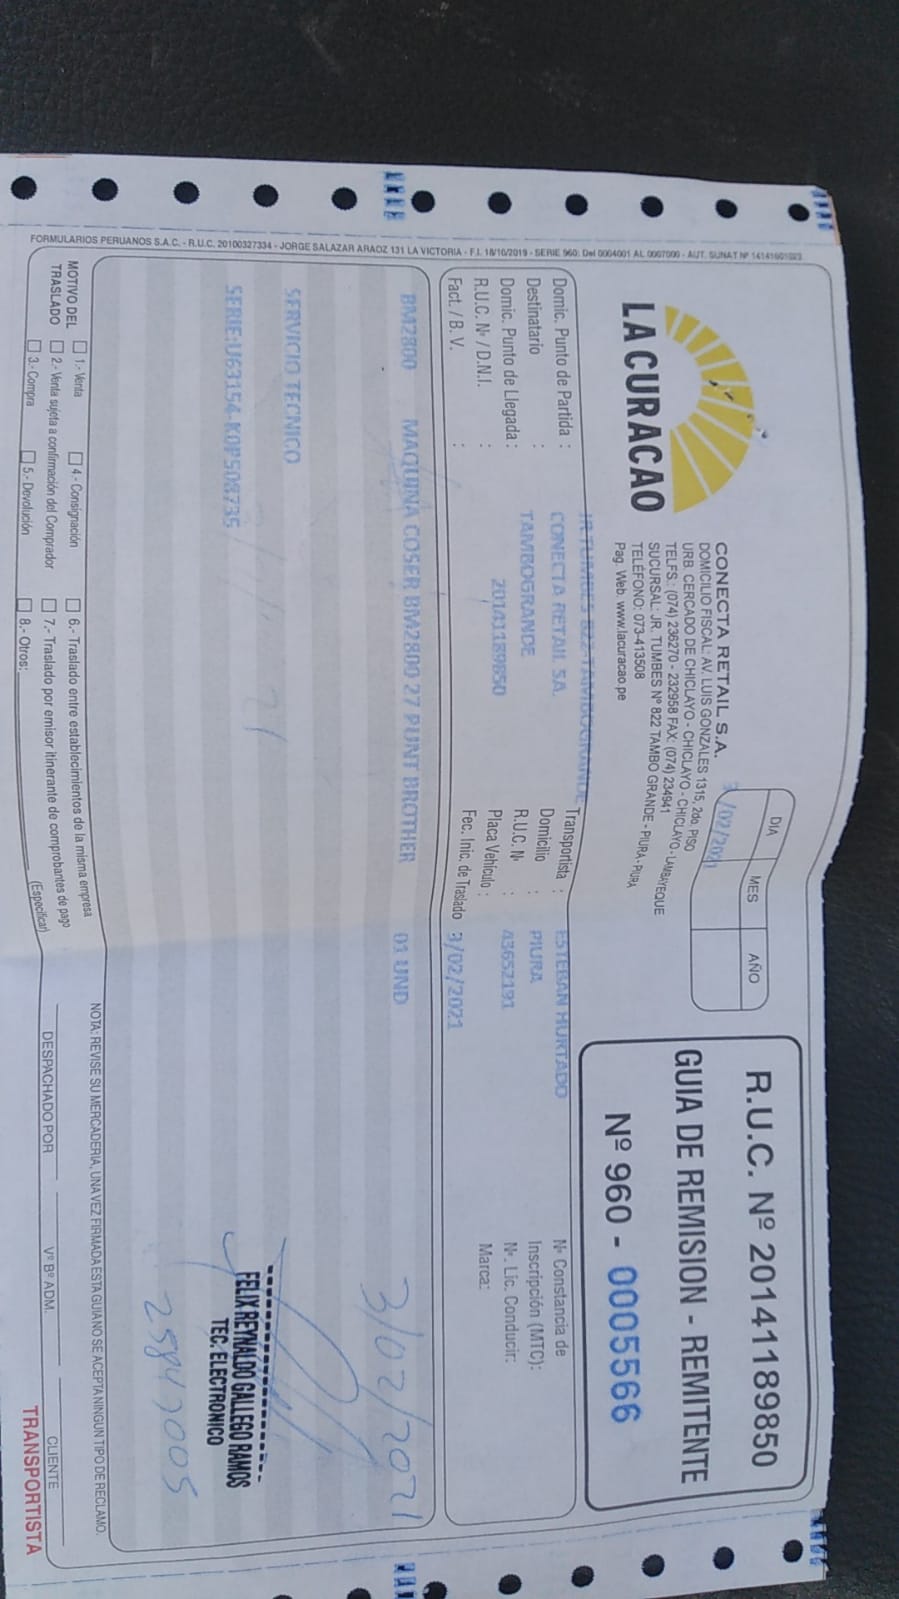 LA CURACAO
CONECTA RETAIL S.A.
DOMICILIO FISCAL: AV. LUIS GONZALES 1315, 2do. PISO
URB. CERCADO DE CHICLAYO - CHICLAYO - LAMBAYEQUE
TELFS.: (074) 236270 - 232958 FAX: (074) 234941
SUCURSAL: JR. TUMBES Nº 822 TAMBO GRANDE - PIURA - PIURA
TELÉFONO: 073-413508
Pag. Web. www.lacuracao.pe
DIA MES AÑO
/02/2021
R.U.C. Nº 20141189850
GUIA DE REMISION - REMITENTE
Nº 960 - 0005566
Domic. Punto de Partida : JR TUMBES 822-TAMBOGRANDE
Destinatario : CONECTA RETAIL SA.
Domic. Punto de Llegada : TAMBOGRANDE
R.U.C. Nº / D.N.I. : 20141189850
Fact. / B. V. :
Transportista : ESTEBAN HURTADO
Domicilio : PIURA
R.U.C. Nº : 43652191
Placa Vehículo :
Fec. Inic. de Traslado 3/02/2021
Nº Constancia de
Inscripción (MTC):
Nº. Lic. Conducir:
Marca:
BM2800 MAQUINA COSER BM2800 27 PUNT BROTHER 01 UND
SERVICIO TECNICO
SERIE:U63154-K0P508735
3/02/2021
FELIX REYNALDO GALLEGO RAMOS
TEC. ELECTRONICO
25847005
MOTIVO DEL
TRASLADO
1.- Venta
2.- Venta sujeta a confirmación del Comprador
3.- Compra
4.- Consignación
5.- Devolución
6.- Traslado entre establecimientos de la misma empresa
7.- Traslado por emisor itinerante de comprobantes de pago
8.- Otros:
(Especificar)
NOTA: REVISE SU MERCADERIA, UNA VEZ FIRMADA ESTA GUIA NO SE ACEPTA NINGUN TIPO DE RECLAMO.
DESPACHADO POR
Vº Bº ADM.
CLIENTE
TRANSPORTISTA
FORMULARIOS PERUANOS S.A.C. - R.U.C. 20100327334 - JORGE SALAZAR ARAOZ 131 LA VICTORIA - F.I. 18/10/2019 - SERIE 960: Del 0004001 AL 0007000 - AUT. SUNAT Nº